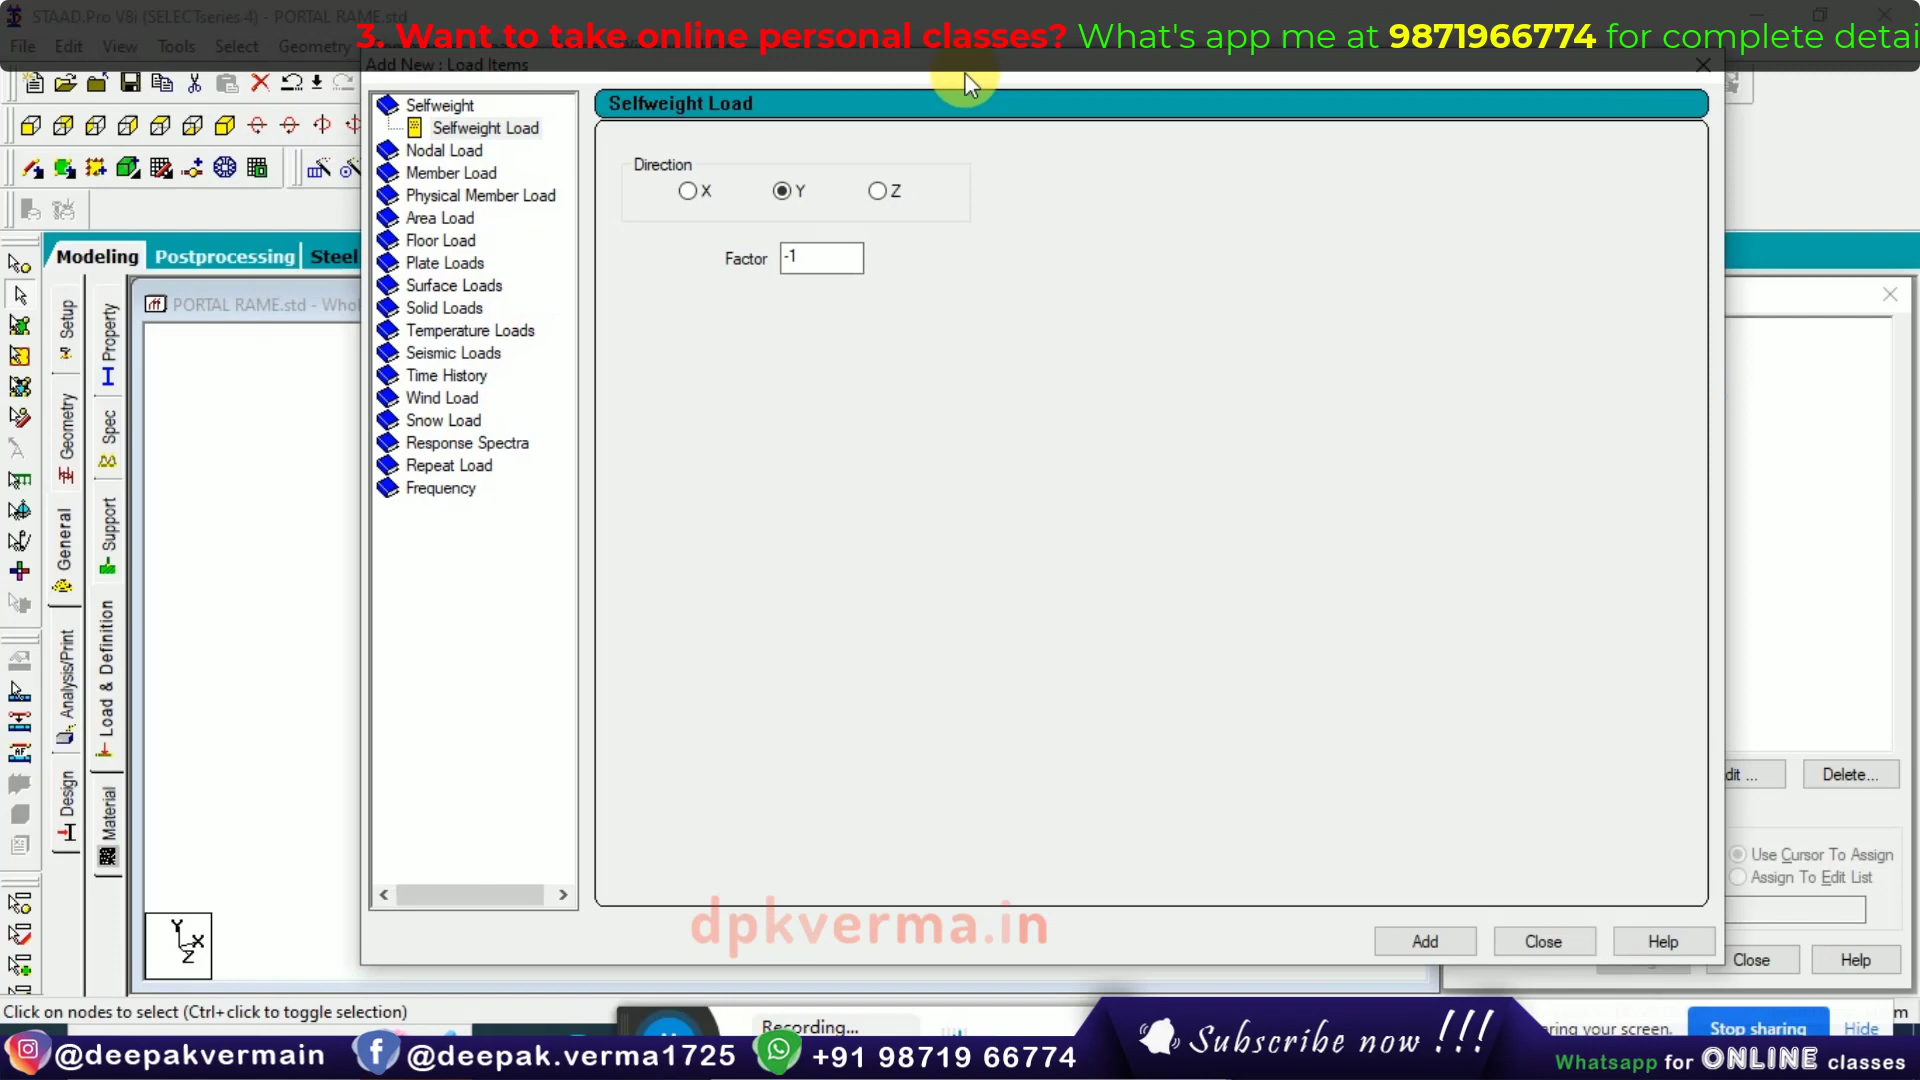 STAAD.Pro V8i (SELECTseries 4) - PORTAL RAME.std
3. Want to take online personal classes? What's app me at 9871966774 for complete detai
File Edit View Tools Select Geometry
Add New : Load Items
Selfweight
Selfweight Load
Nodal Load
Member Load
Physical Member Load
Area Load
Floor Load
Plate Loads
Surface Loads
Solid Loads
Temperature Loads
Seismic Loads
Time History
Wind Load
Snow Load
Response Spectra
Repeat Load
Frequency
Selfweight Load
Direction
X Y Z
Factor -1
Modeling Postprocessing Steel
PORTAL RAME.std - Whol
Setup
Geometry
General
Analysis/Print
Design
Property
Spec
Support
Load & Definition
Material
Y
X
Z
Add Close Help
dit ... Delete...
Use Cursor To Assign
Assign To Edit List
Close Help
dpkverma.in
Click on nodes to select (Ctrl+click to toggle selection)
Recording...
ring your screen. Stop sharing Hide
@deepakvermain @deepak.verma1725 +91 98719 66774
Subscribe now !!!
Whatsapp for ONLINE classes